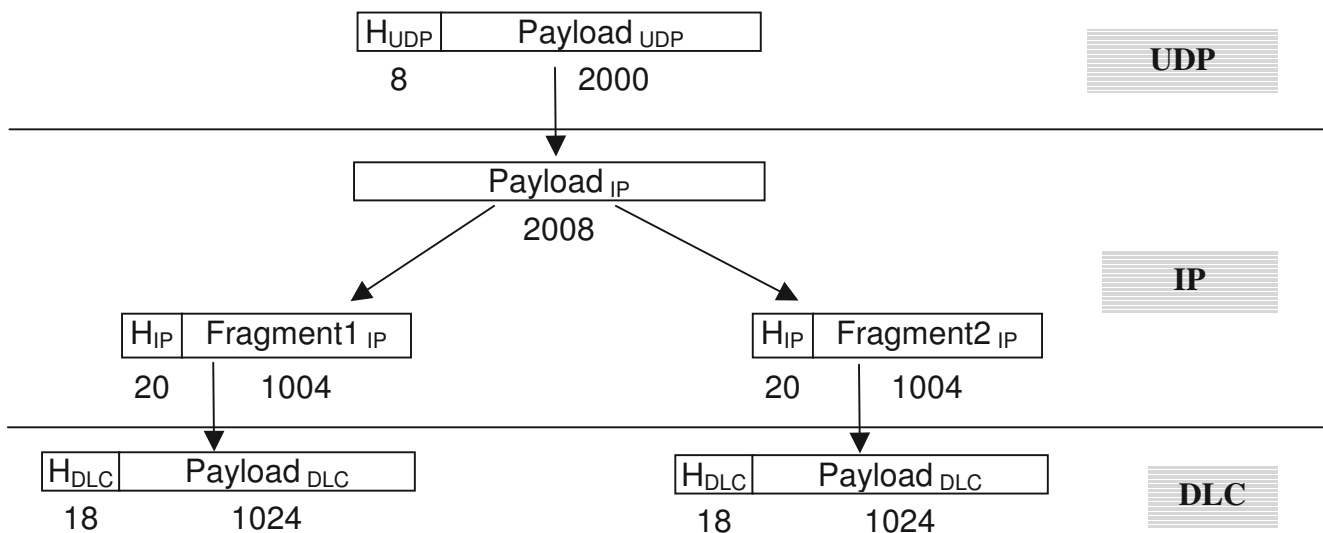 H_UDP Payload_UDP
UDP
8 2000
Payload_IP
2008
IP
H_IP Fragment1_IP H_IP Fragment2_IP
20 1004 20 1004
H_DLC Payload_DLC H_DLC Payload_DLC
DLC
18 1024 18 1024